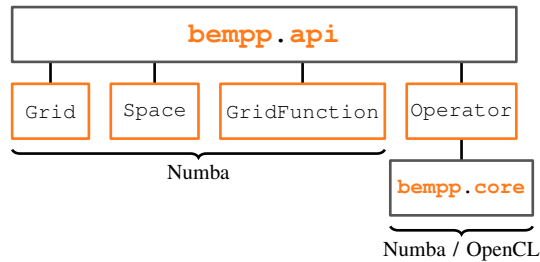 bempp.api
Grid Space GridFunction Operator
Numba
bempp.core
Numba / OpenCL